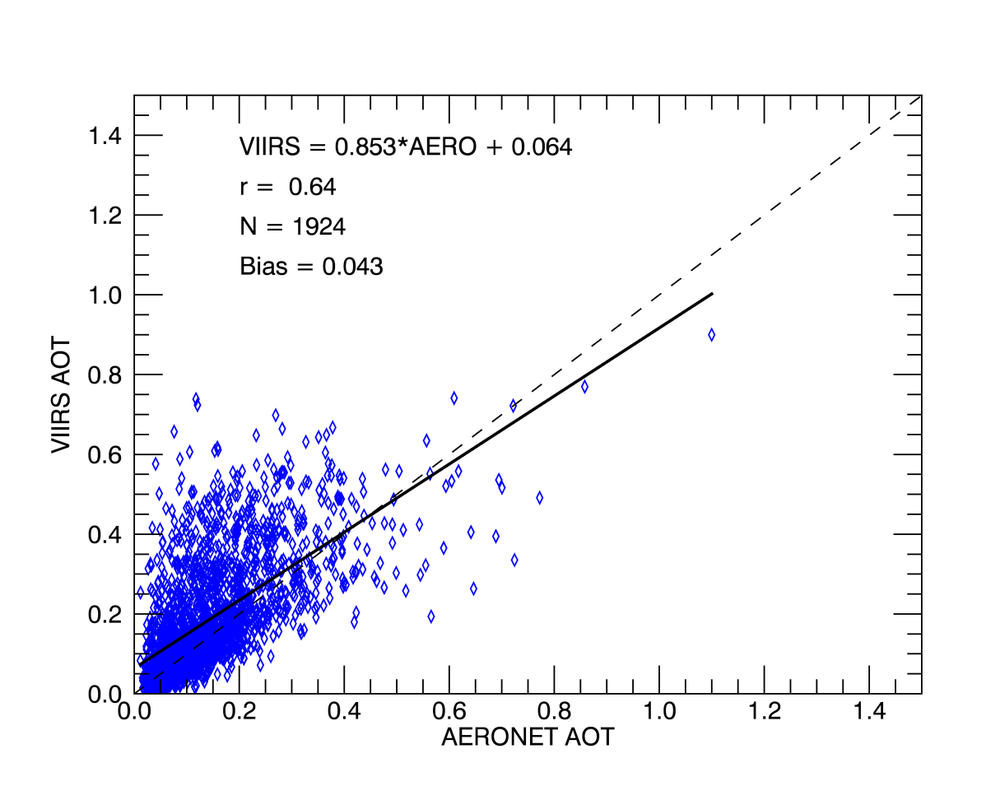 VIIRS = 0.853*AERO + 0.064
r = 0.64
N = 1924
Bias = 0.043
VIIRS AOT
1.4
1.2
1.0
0.8
0.6
0.4
0.2
0.0
0.0 0.2 0.4 0.6 0.8 1.0 1.2 1.4
AERONET AOT